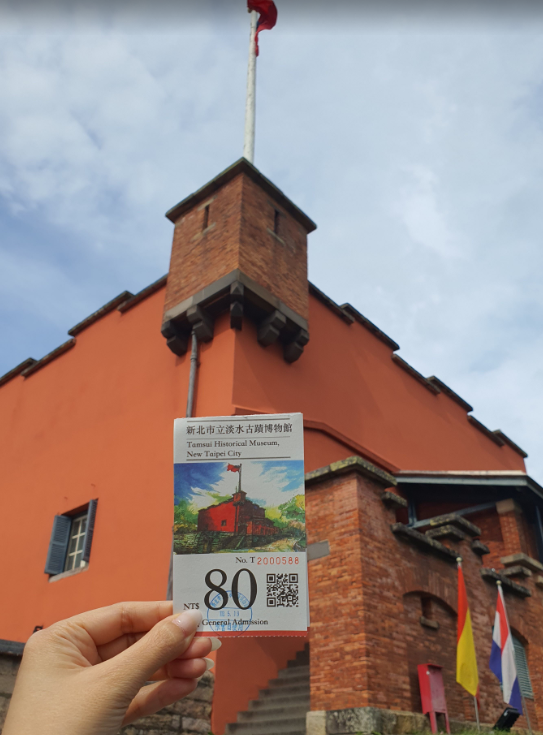 新北市立淡水古蹟博物館
Tamsui Historical Museum,
New Taipei City
No. T 2000588
NT$ 80
General Admission